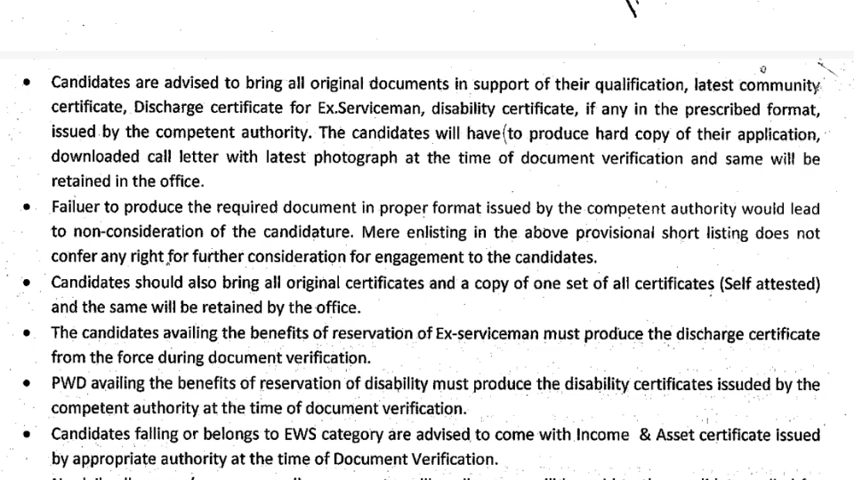 • Candidates are advised to bring all original documents in support of their qualification, latest community
certificate, Discharge certificate for Ex.Serviceman, disability certificate, if any in the prescribed format,
issued by the competent authority. The candidates will have to produce hard copy of their application,
downloaded call letter with latest photograph at the time of document verification and same will be
retained in the office.
• Failuer to produce the required document in proper format issued by the competent authority would lead
to non-consideration of the candidature. Mere enlisting in the above provisional short listing does not
confer any right for further consideration for engagement to the candidates.
• Candidates should also bring all original certificates and a copy of one set of all certificates (Self attested)
and the same will be retained by the office.
• The candidates availing the benefits of reservation of Ex-serviceman must produce the discharge certificate
from the force during document verification.
• PWD availing the benefits of reservation of disability must produce the disability certificates issuded by the
competent authority at the time of document verification.
• Candidates falling or belongs to EWS category are advised to come with Income & Asset certificate issued
by appropriate authority at the time of Document Verification.